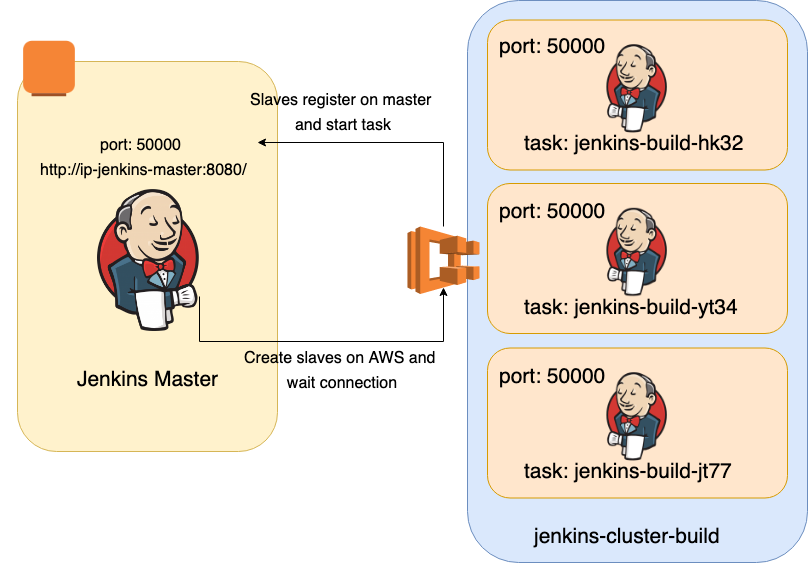 port: 50000
http://ip-jenkins-master:8080/
Jenkins Master
Slaves register on master
and start task
Create slaves on AWS and
wait connection
port: 50000
task: jenkins-build-hk32
port: 50000
task: jenkins-build-yt34
port: 50000
task: jenkins-build-jt77
jenkins-cluster-build